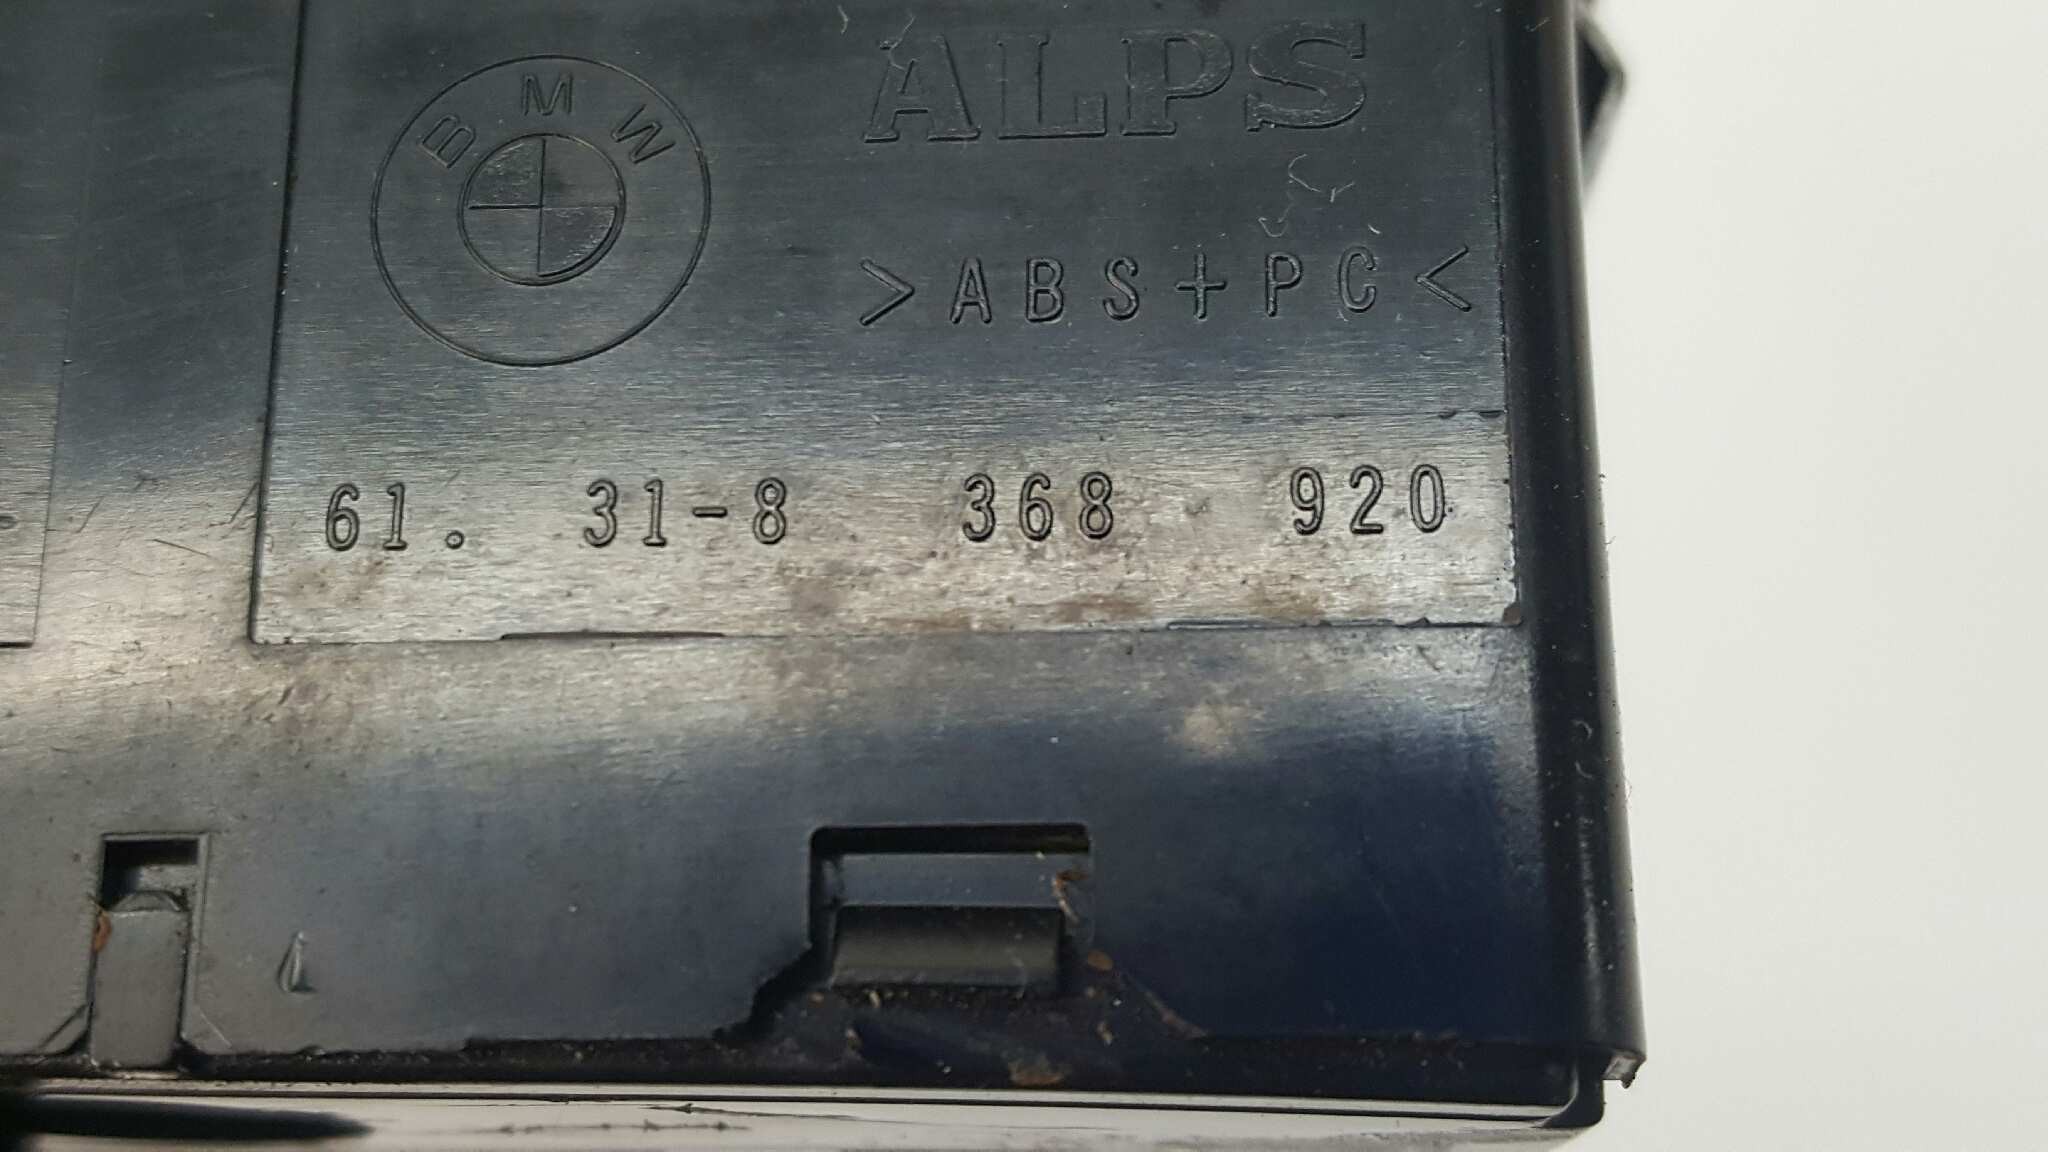 BMW
ALPS
>ABS+PC<
61. 31-8 368 920